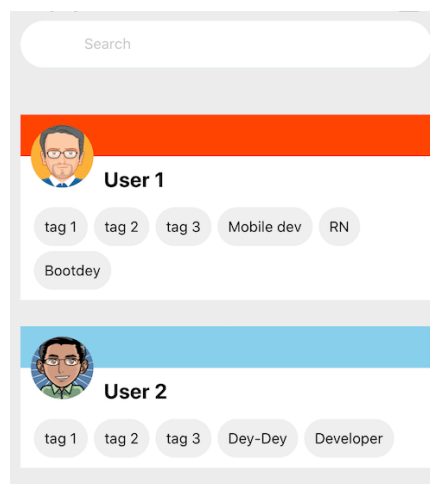 Search
User 1
tag 1 tag 2 tag 3 Mobile dev RN
Bootdey
User 2
tag 1 tag 2 tag 3 Dey-Dey Developer